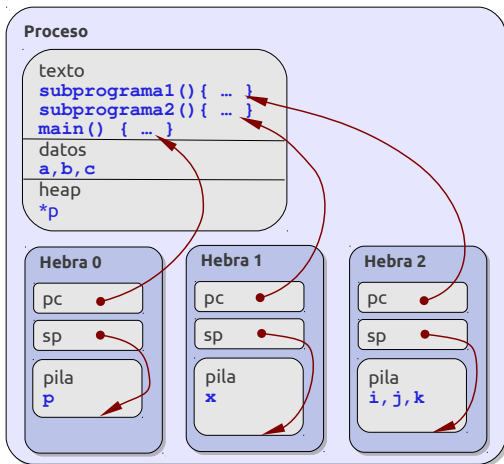 Proceso
texto
subprograma1(){ … }
subprograma2(){ … }
main() { … }
datos
a,b,c
heap
*p
Hebra 0
pc
sp
pila
p
Hebra 1
pc
sp
pila
x
Hebra 2
pc
sp
pila
i,j,k